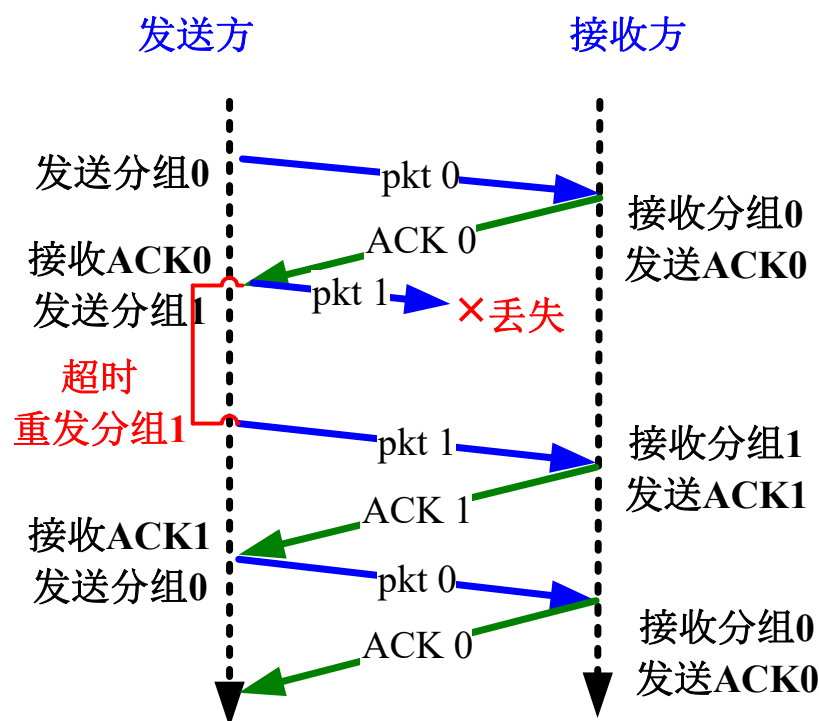 发送方
接收方
发送分组0
pkt 0
接收分组0
发送ACK0
ACK 0
接收ACK0
发送分组1
pkt 1
×丢失
超时
重发分组1
pkt 1
接收分组1
发送ACK1
ACK 1
接收ACK1
发送分组0
pkt 0
接收分组0
发送ACK0
ACK 0